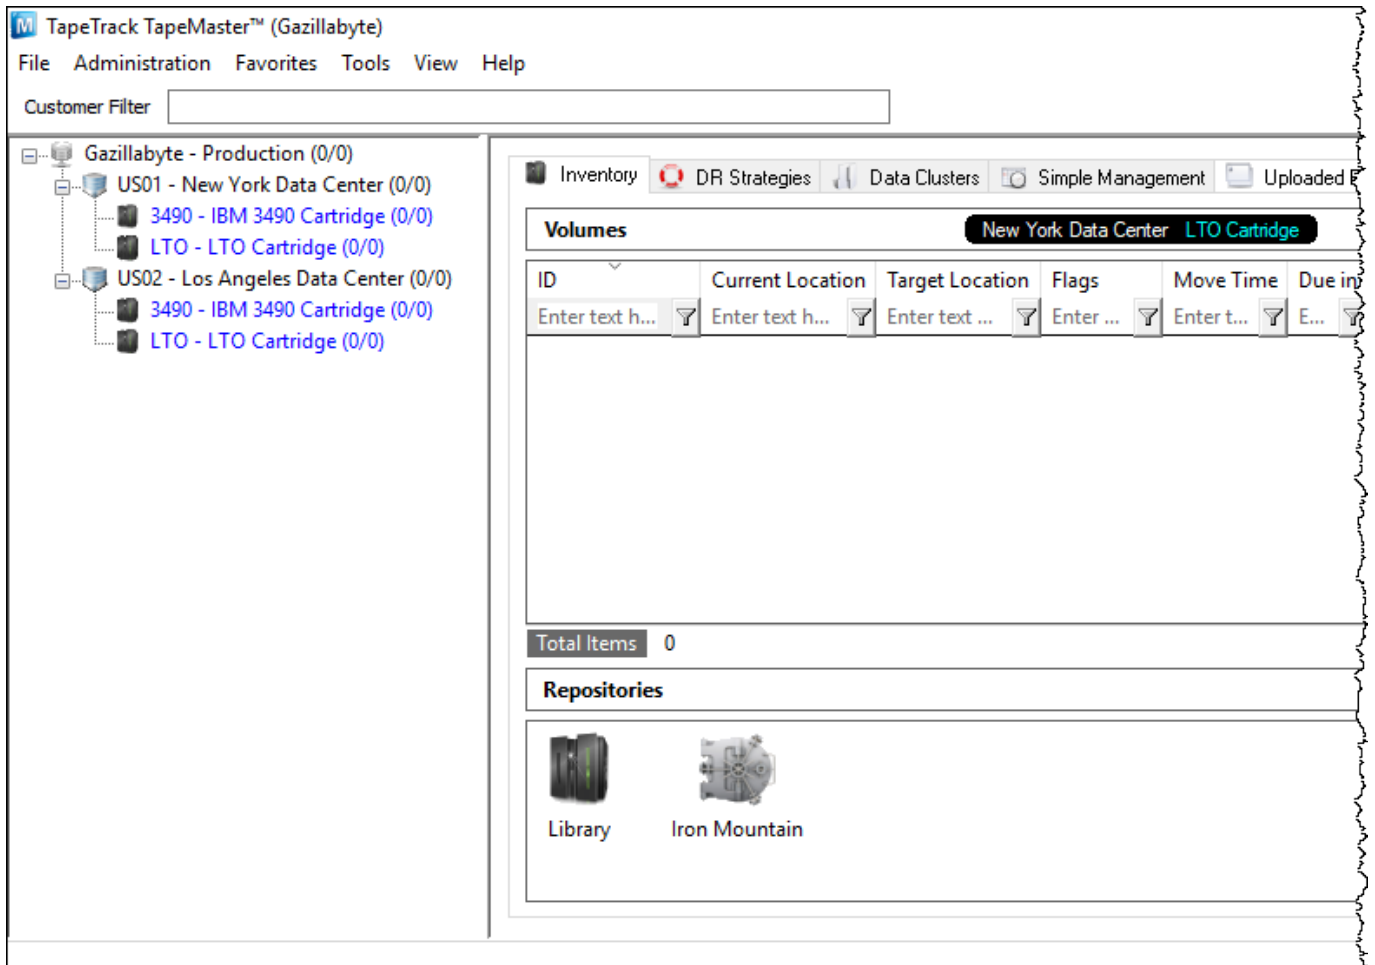 TapeTrack TapeMaster™ (Gazillabyte)
File Administration Favorites Tools View Help
Customer Filter
Gazillabyte - Production (0/0)
US01 - New York Data Center (0/0)
3490 - IBM 3490 Cartridge (0/0)
LTO - LTO Cartridge (0/0)
US02 - Los Angeles Data Center (0/0)
3490 - IBM 3490 Cartridge (0/0)
LTO - LTO Cartridge (0/0)
Inventory DR Strategies Data Clusters Simple Management Uploaded
Volumes New York Data Center LTO Cartridge
ID Current Location Target Location Flags Move Time Due in
Enter text h... Enter text h... Enter text ... Enter ... Enter t... E...
Total Items 0
Repositories
Library Iron Mountain